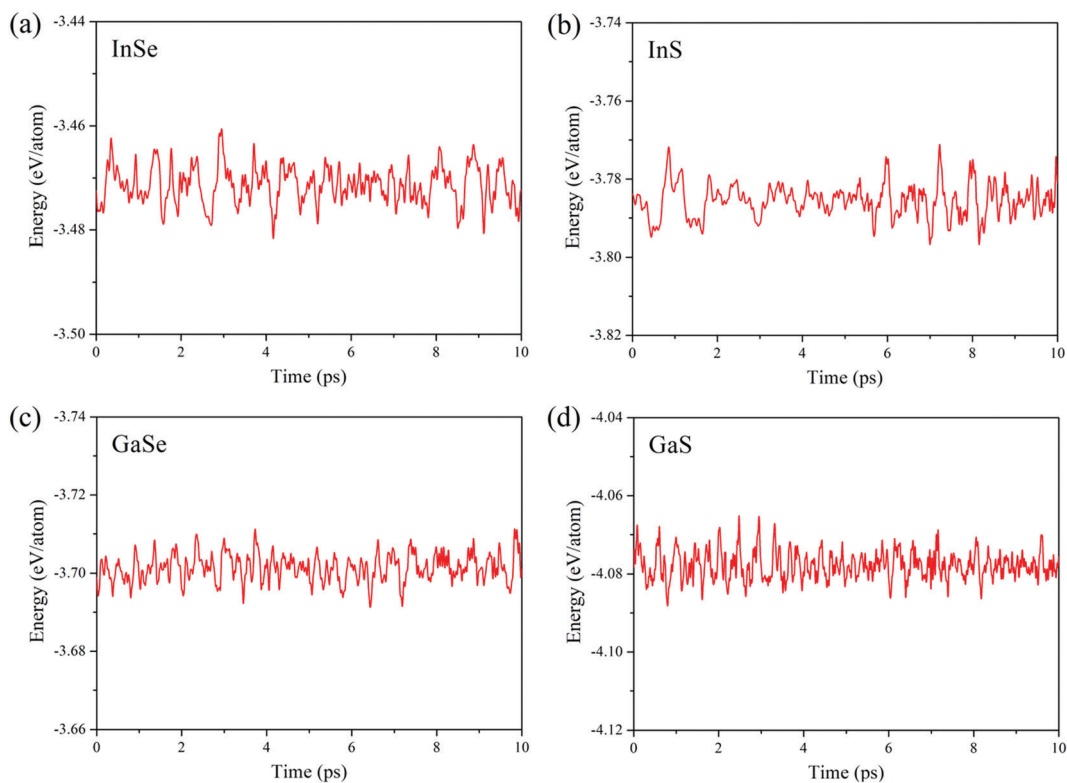 (a)
InSe
Energy (eV/atom)
-3.44
-3.46
-3.48
-3.50
0 2 4 6 8 10
Time (ps)
(b)
InS
Energy (eV/atom)
-3.74
-3.76
-3.78
-3.80
-3.82
0 2 4 6 8 10
Time (ps)
(c)
GaSe
Energy (eV/atom)
-3.74
-3.72
-3.70
-3.68
-3.66
0 2 4 6 8 10
Time (ps)
(d)
GaS
Energy (eV/atom)
-4.04
-4.06
-4.08
-4.10
-4.12
0 2 4 6 8 10
Time (ps)